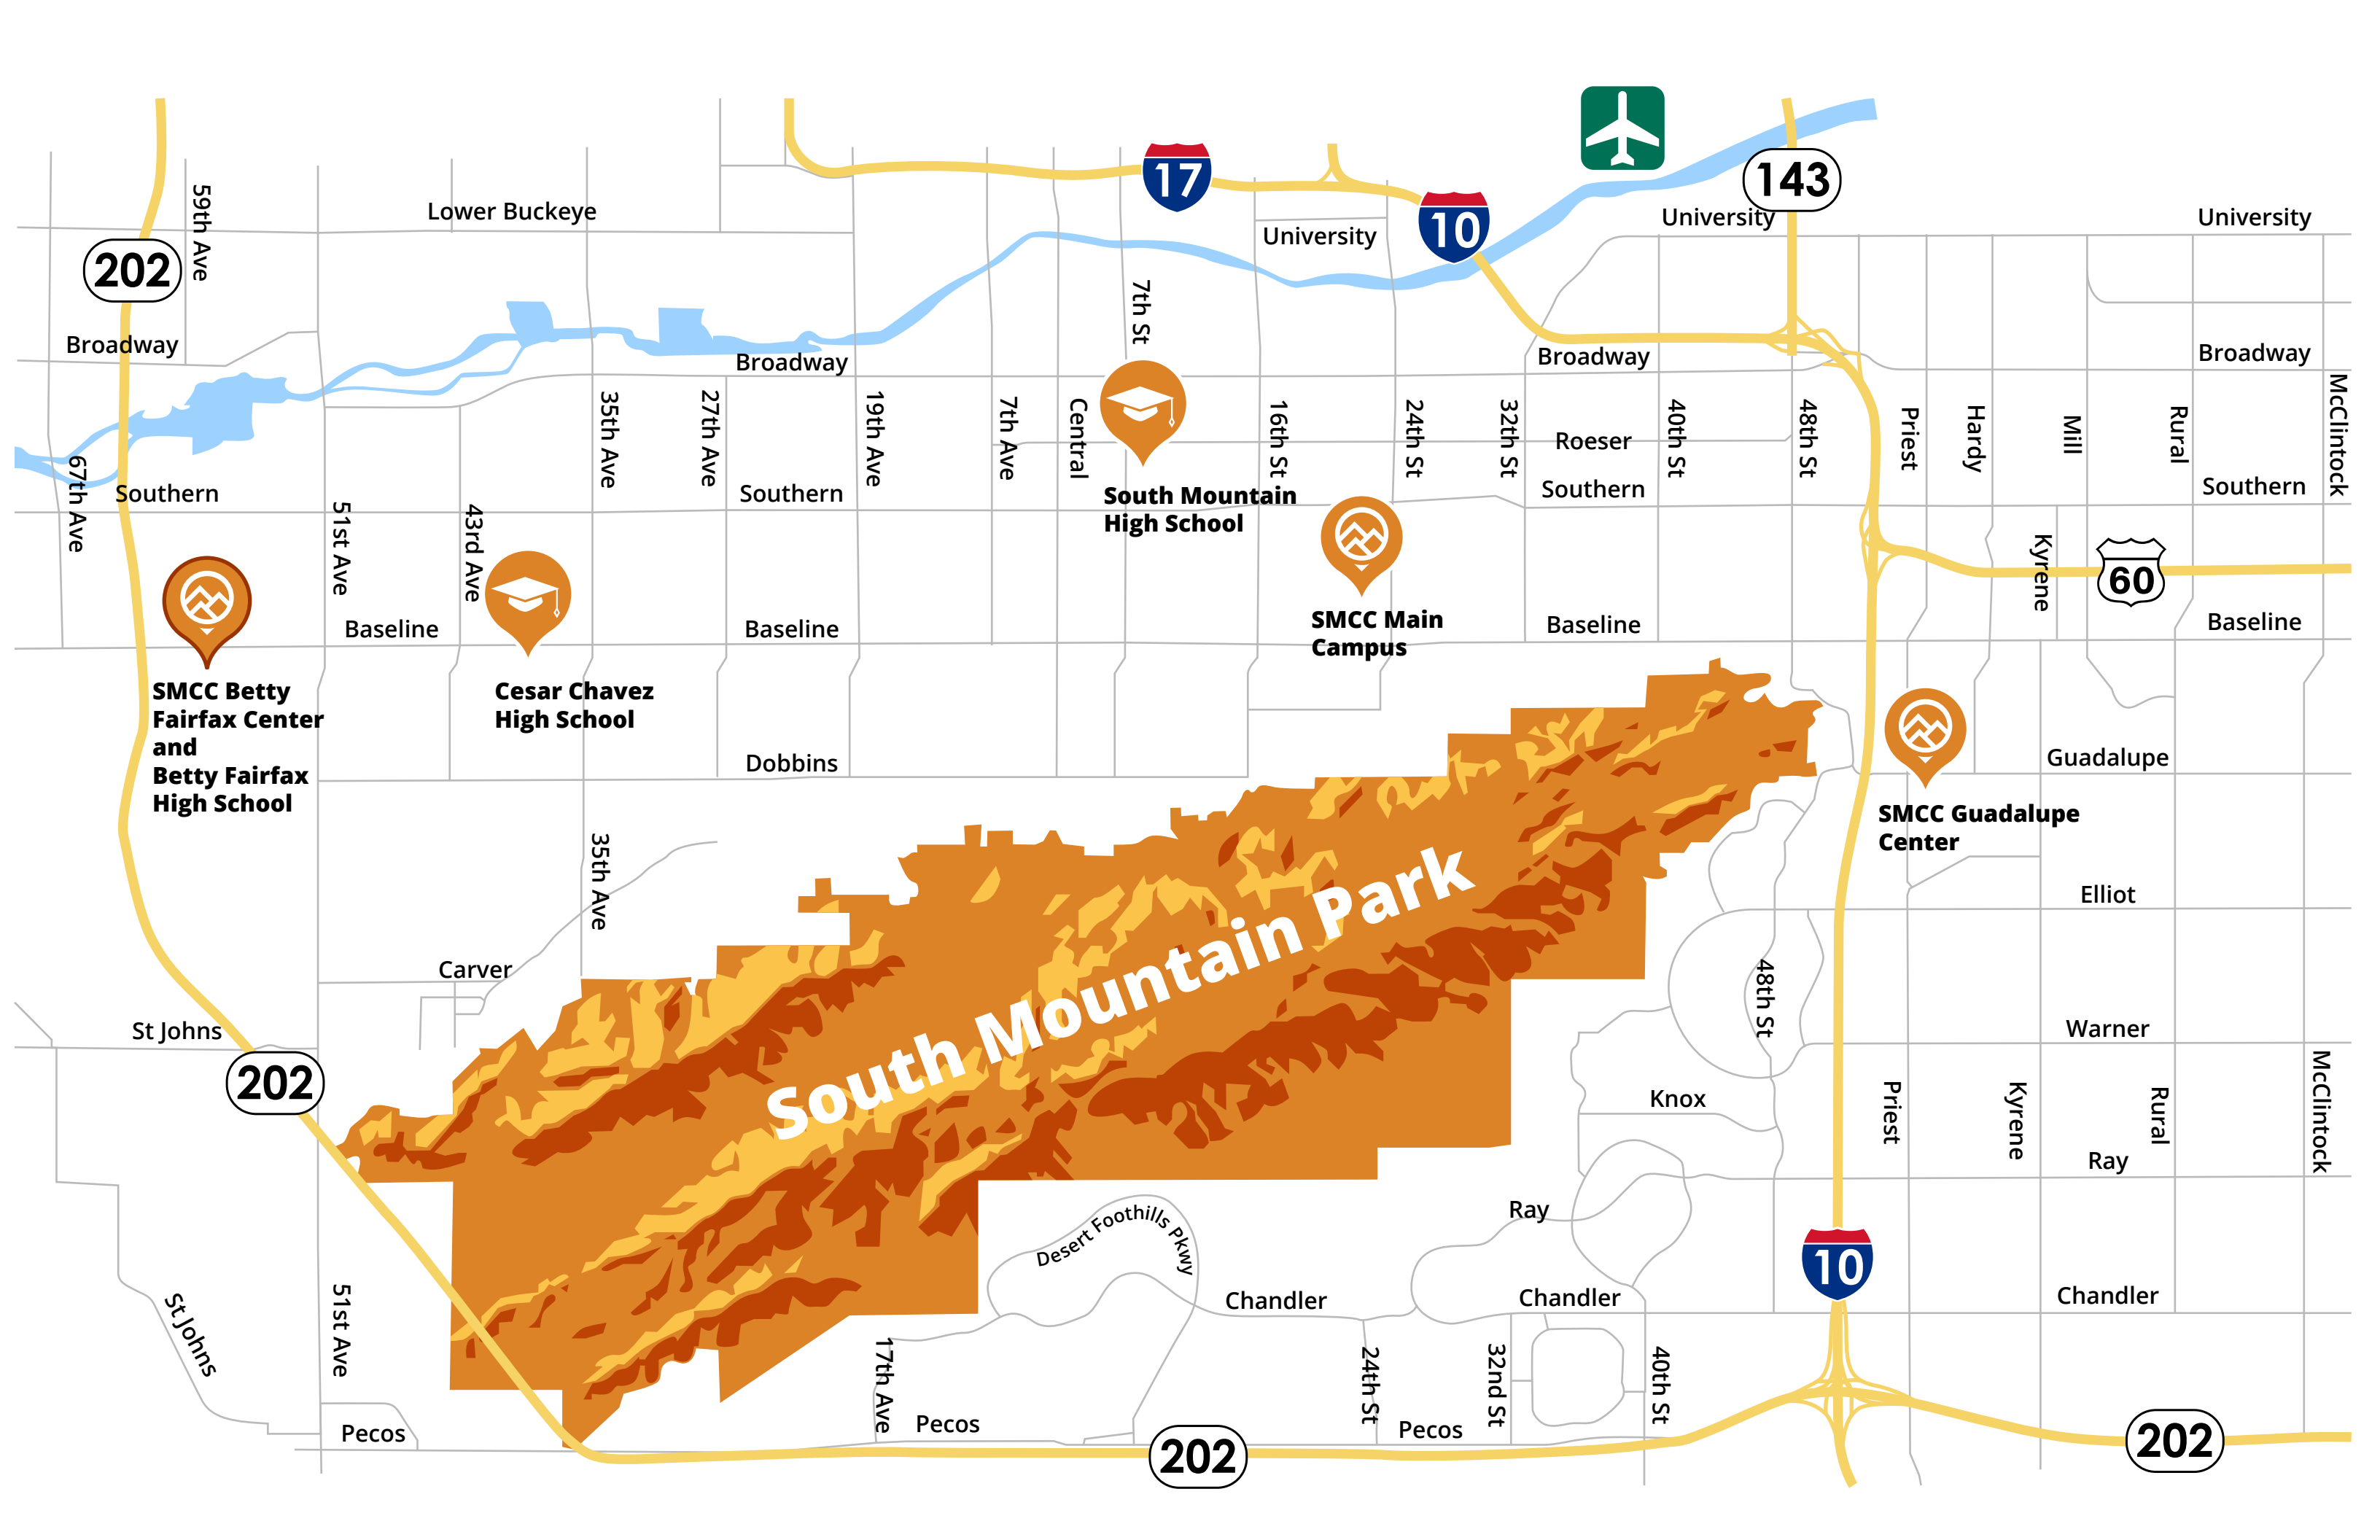 17
143
59th Ave
Lower Buckeye
University
University
10
University
202
7th St
Broadway
Broadway
Broadway
Broadway
35th Ave
27th Ave
19th Ave
7th Ave
Central
16th St
24th St
32th St
Roeser
40th St
48th St
Priest
Hardy
Mill
Rural
McClintock
67th Ave
Southern
Southern
South Mountain
High School
Southern
Southern
51st Ave
43rd Ave
Kyrene
60
SMCC Main
Campus
Baseline
Baseline
Baseline
Baseline
SMCC Betty
Fairfax Center
and
Betty Fairfax
High School
Cesar Chavez
High School
Dobbins
Guadalupe
SMCC Guadalupe
Center
35th Ave
South Mountain Park
Elliot
Carver
48th St
St Johns
Warner
202
Knox
Priest
Kyrene
Rural
McClintock
Ray
Ray
Desert Foothills Pkwy
10
St Johns
51st Ave
Chandler
Chandler
Chandler
17th Ave
24th St
32nd St
40th St
Pecos
Pecos
Pecos
202
202